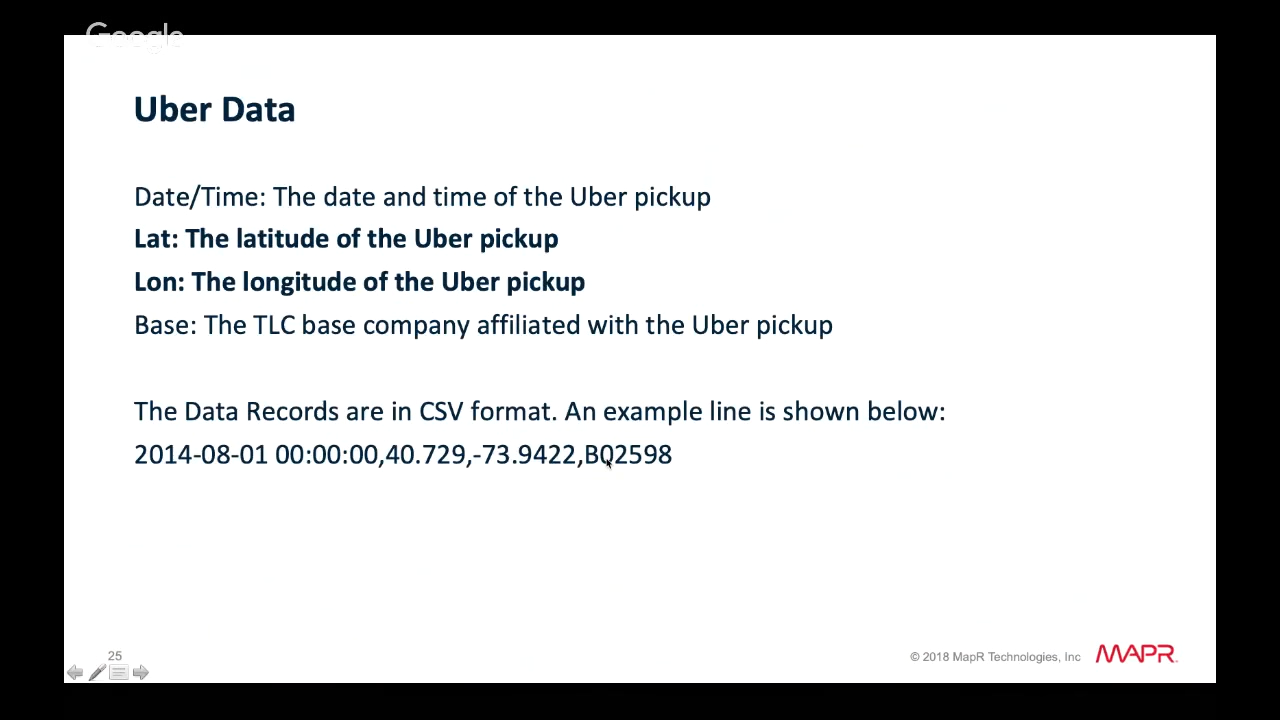 Google
Uber Data
Date/Time: The date and time of the Uber pickup
Lat: The latitude of the Uber pickup
Lon: The longitude of the Uber pickup
Base: The TLC base company affiliated with the Uber pickup
The Data Records are in CSV format. An example line is shown below:
2014-08-01 00:00:00,40.729,-73.9422,B02598
25
© 2018 MapR Technologies, Inc MAPR.